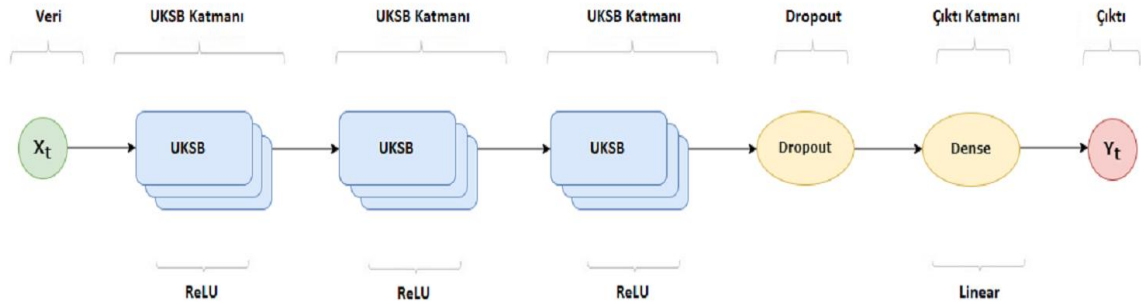 Veri
UKSB Katmanı
UKSB Katmanı
UKSB Katmanı
Dropout
Çıktı Katmanı
Çıktı
Xt
UKSB
UKSB
UKSB
Dropout
Dense
Yt
ReLU
ReLU
ReLU
Linear